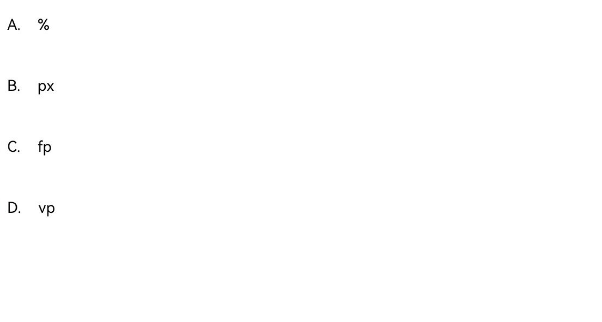 A. %
B. px
C. fp
D. vp